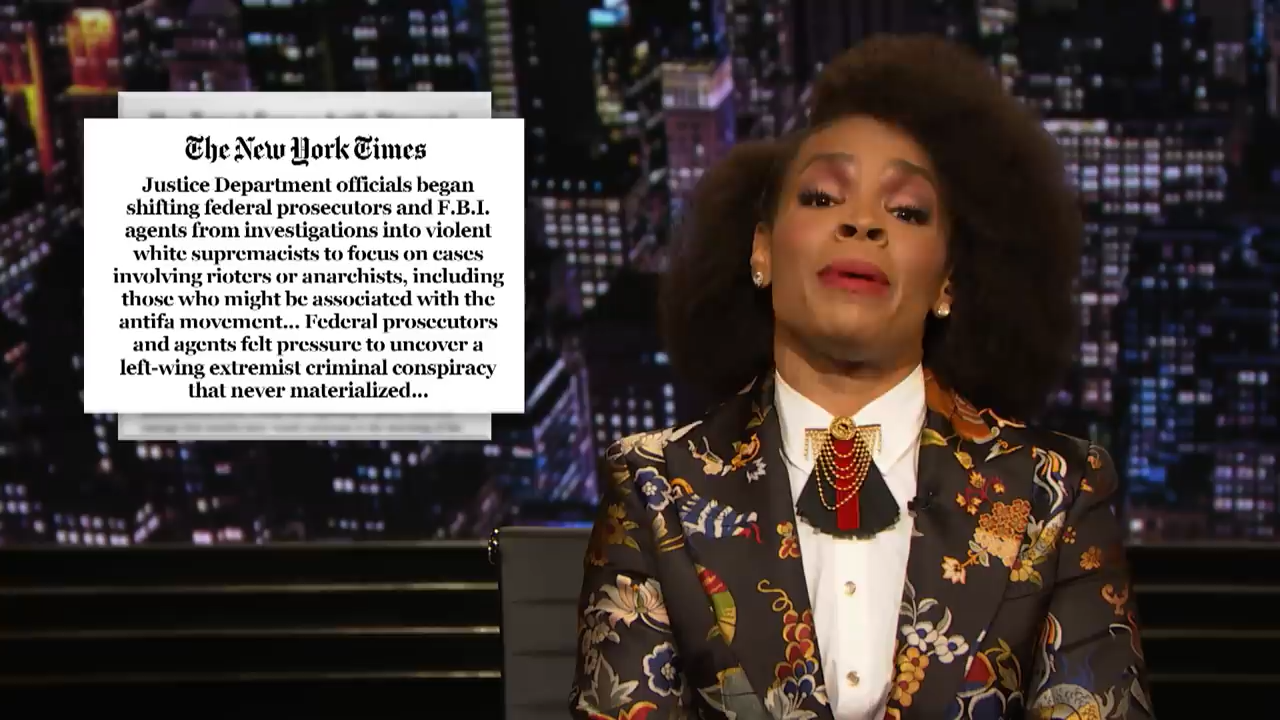 The New York Times
Justice Department officials began
shifting federal prosecutors and F.B.I.
agents from investigations into violent
white supremacists to focus on cases
involving rioters or anarchists, including
those who might be associated with the
antifa movement... Federal prosecutors
and agents felt pressure to uncover a
left-wing extremist criminal conspiracy
that never materialized...